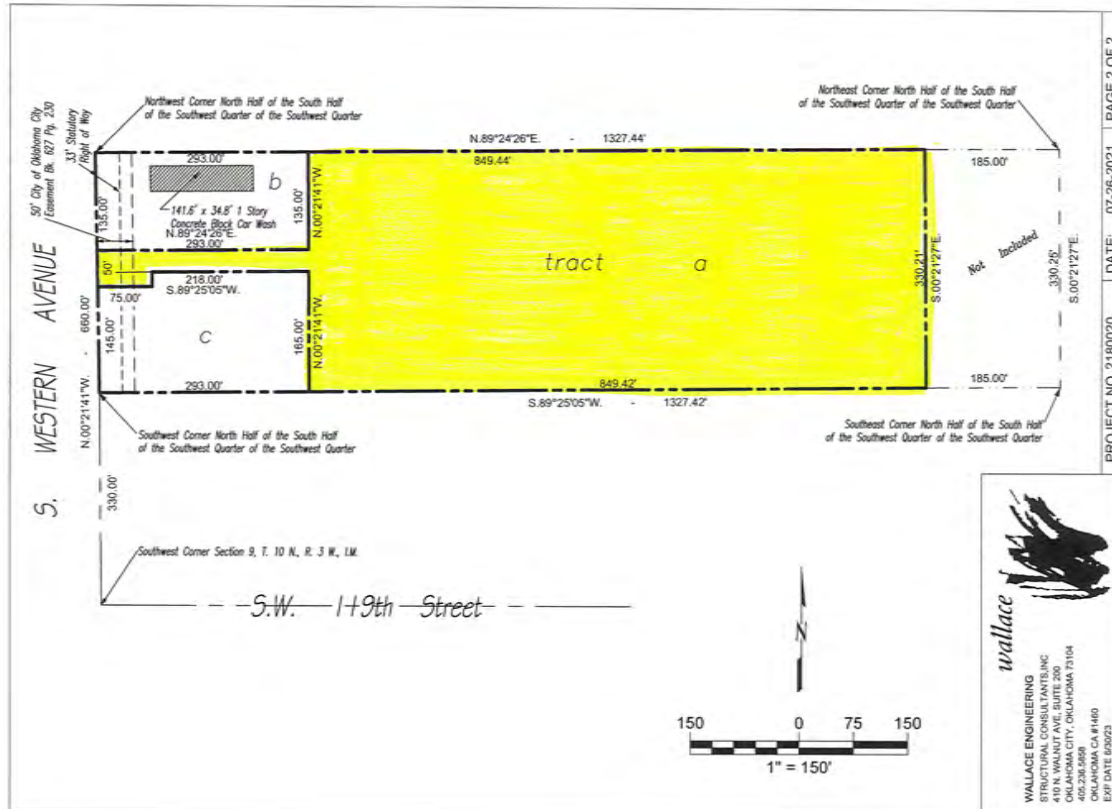 Northwest Corner North Half of the South Half
of the Southwest Quarter of the Southwest Quarter
Northeast Corner North Half of the South Half
of the Southwest Quarter of the Southwest Quarter
50' City of Oklahoma City
Easement Bk. 627 Pg. 230
33' Statutory
Right of Way
N.89°24'26"E. - 1327.44'
293.00'
849.44'
185.00'
b
135.00'
141.6' x 34.8' 1 Story
Concrete Block Car Wash
135.00'
N.00°21'41"W.
N.89°24'26"E.
293.00'
50'
tract a
330.21'
S.00°21'27"E.
Not Included
330.25'
S.00°21'27"E.
218.00'
S.89°25'05"W.
75.00'
145.00'
c
165.00'
N.00°21'41"W.
293.00'
849.42'
185.00'
S.89°25'05"W. - 1327.42'
S. WESTERN AVENUE
N.00°21'41"W. - 660.00'
Southwest Corner North Half of the South Half
of the Southwest Quarter of the Southwest Quarter
Southeast Corner North Half of the South Half
of the Southwest Quarter of the Southwest Quarter
330.00'
Southwest Corner Section 9, T. 10 N., R. 3 W., I.M.
S.W. 119th Street
N
150 0 75 150
1" = 150'
PROJECT NO. 2180020 DATE: 07-26-2021 PAGE 2 OF 2
wallace
WALLACE ENGINEERING
STRUCTURAL CONSULTANTS,INC
410 N. WALNUT AVE, SUITE 200
OKLAHOMA CITY, OKLAHOMA 73104
405.236.5858
OKLAHOMA CA #1460
EXP DATE 6/30/23